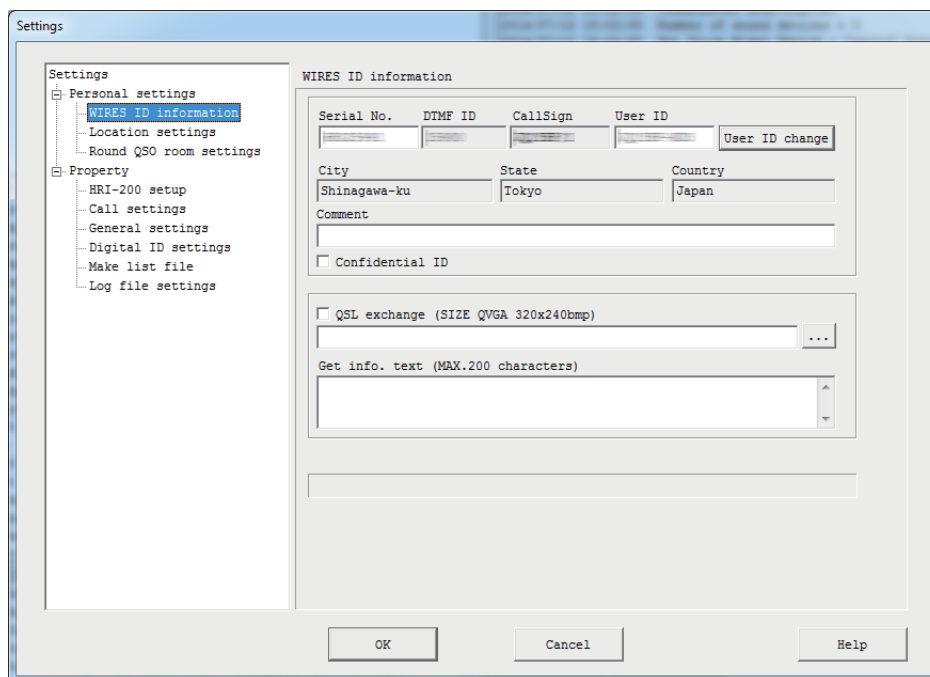 Settings
Settings
Personal settings
WIRES ID information
Location settings
Round QSO room settings
Property
HRI-200 setup
Call settings
General settings
Digital ID settings
Make list file
Log file settings
WIRES ID information
Serial No. DTMF ID CallSign User ID
User ID change
City State Country
Shinagawa-ku Tokyo Japan
Comment
Confidential ID
QSL exchange (SIZE QVGA 320x240bmp)
...
Get info. text (MAX.200 characters)
OK Cancel Help